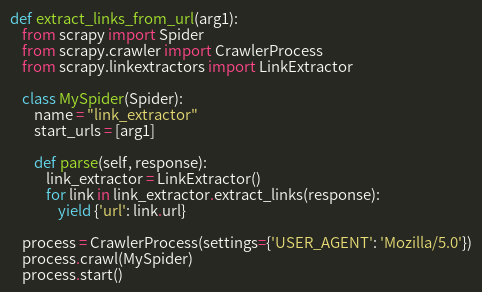 def extract_links_from_url(arg1):
    from scrapy import Spider
    from scrapy.crawler import CrawlerProcess
    from scrapy.linkextractors import LinkExtractor

    class MySpider(Spider):
        name = "link_extractor"
        start_urls = [arg1]

        def parse(self, response):
            link_extractor = LinkExtractor()
            for link in link_extractor.extract_links(response):
                yield {'url': link.url}

    process = CrawlerProcess(settings={'USER_AGENT': 'Mozilla/5.0'})
    process.crawl(MySpider)
    process.start()